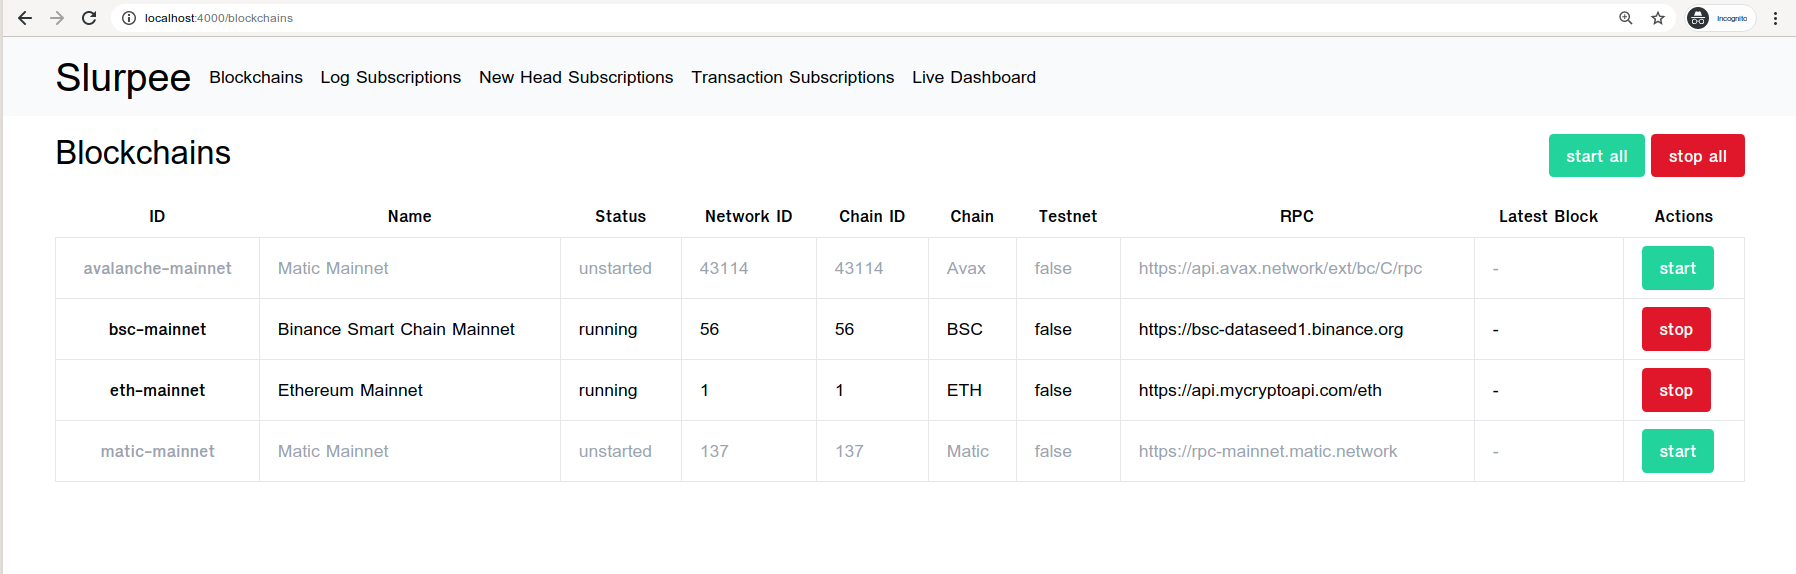 localhost:4000/blockchains
Incognito
Slurpee Blockchains Log Subscriptions New Head Subscriptions Transaction Subscriptions Live Dashboard
Blockchains
start all stop all
ID Name Status Network ID Chain ID Chain Testnet RPC Latest Block Actions
avalanche-mainnet Matic Mainnet unstarted 43114 43114 Avax false https://api.avax.network/ext/bc/C/rpc - start
bsc-mainnet Binance Smart Chain Mainnet running 56 56 BSC false https://bsc-dataseed1.binance.org - stop
eth-mainnet Ethereum Mainnet running 1 1 ETH false https://api.mycryptoapi.com/eth - stop
matic-mainnet Matic Mainnet unstarted 137 137 Matic false https://rpc-mainnet.matic.network - start